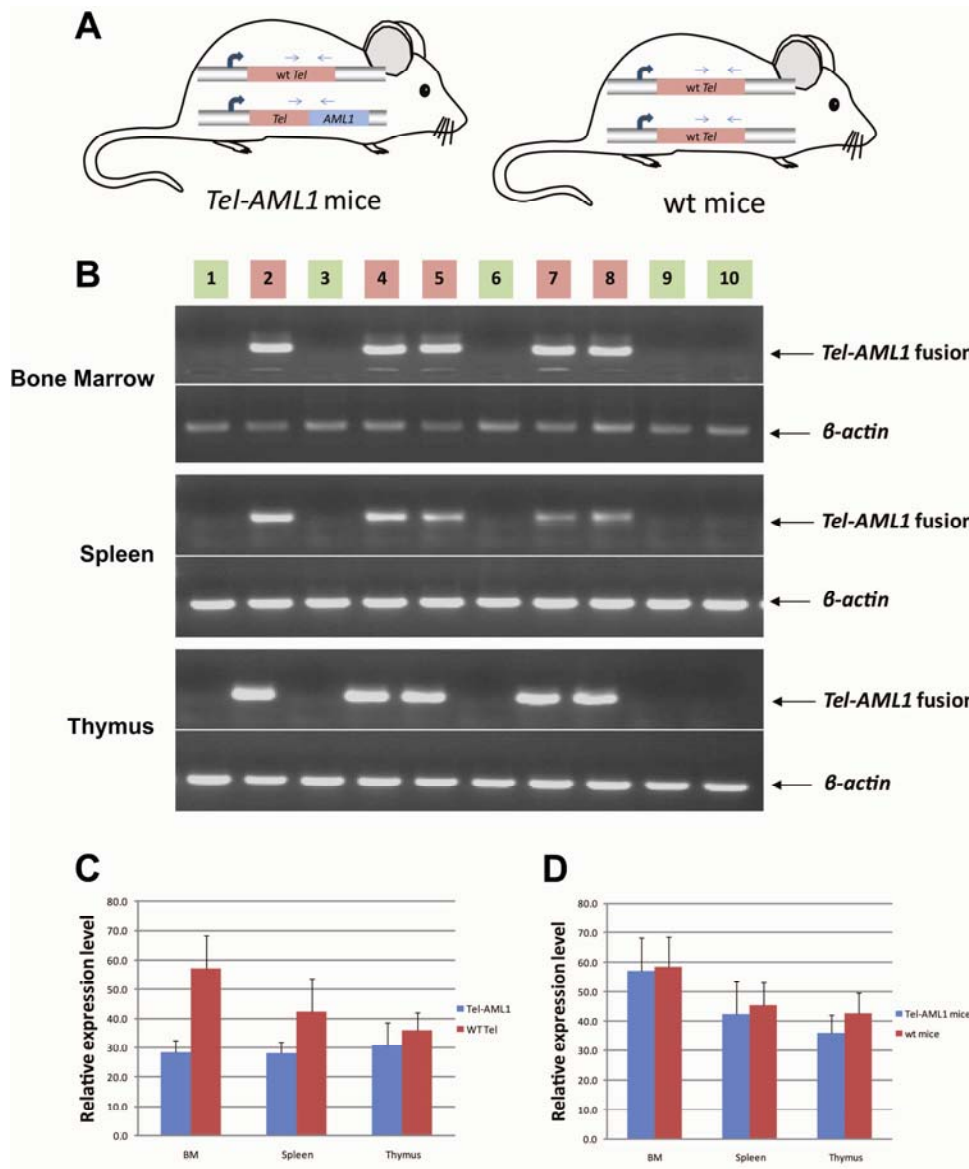 A
wt Tel
Tel AML1
wt Tel
wt Tel
Tel-AML1 mice
wt mice
B
1 2 3 4 5 6 7 8 9 10
Bone Marrow
Tel-AML1 fusion
β-actin
Spleen
Tel-AML1 fusion
β-actin
Thymus
Tel-AML1 fusion
β-actin
C
Relative expression level
80.0
70.0
60.0
50.0
40.0
30.0
20.0
10.0
0.0
BM Spleen Thymus
Tel-AML1
WT Tel
D
Relative expression level
80.0
70.0
60.0
50.0
40.0
30.0
20.0
10.0
0.0
BM Spleen Thymus
Tel-AML1 mice
wt mice